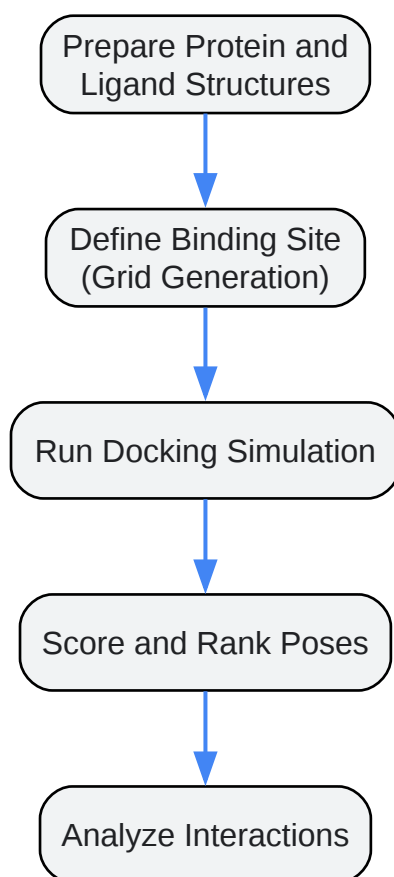 Prepare Protein and
Ligand Structures
Define Binding Site
(Grid Generation)
Run Docking Simulation
Score and Rank Poses
Analyze Interactions